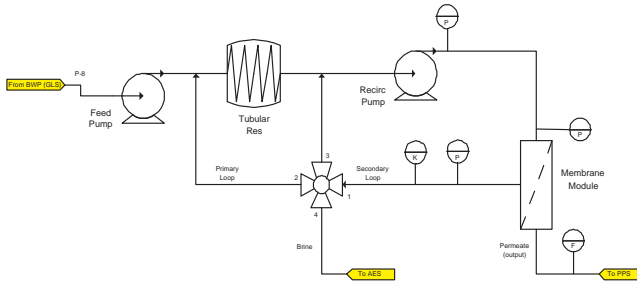 P
P-8
From BWP (GLS)
Feed
Pump
Tubular
Res
Recirc
Pump
P
K
P
Primary
Loop
3
2
Secondary
Loop
1
4
Membrane
Module
Brine
Permeate
(output)
F
To AES
To PPS